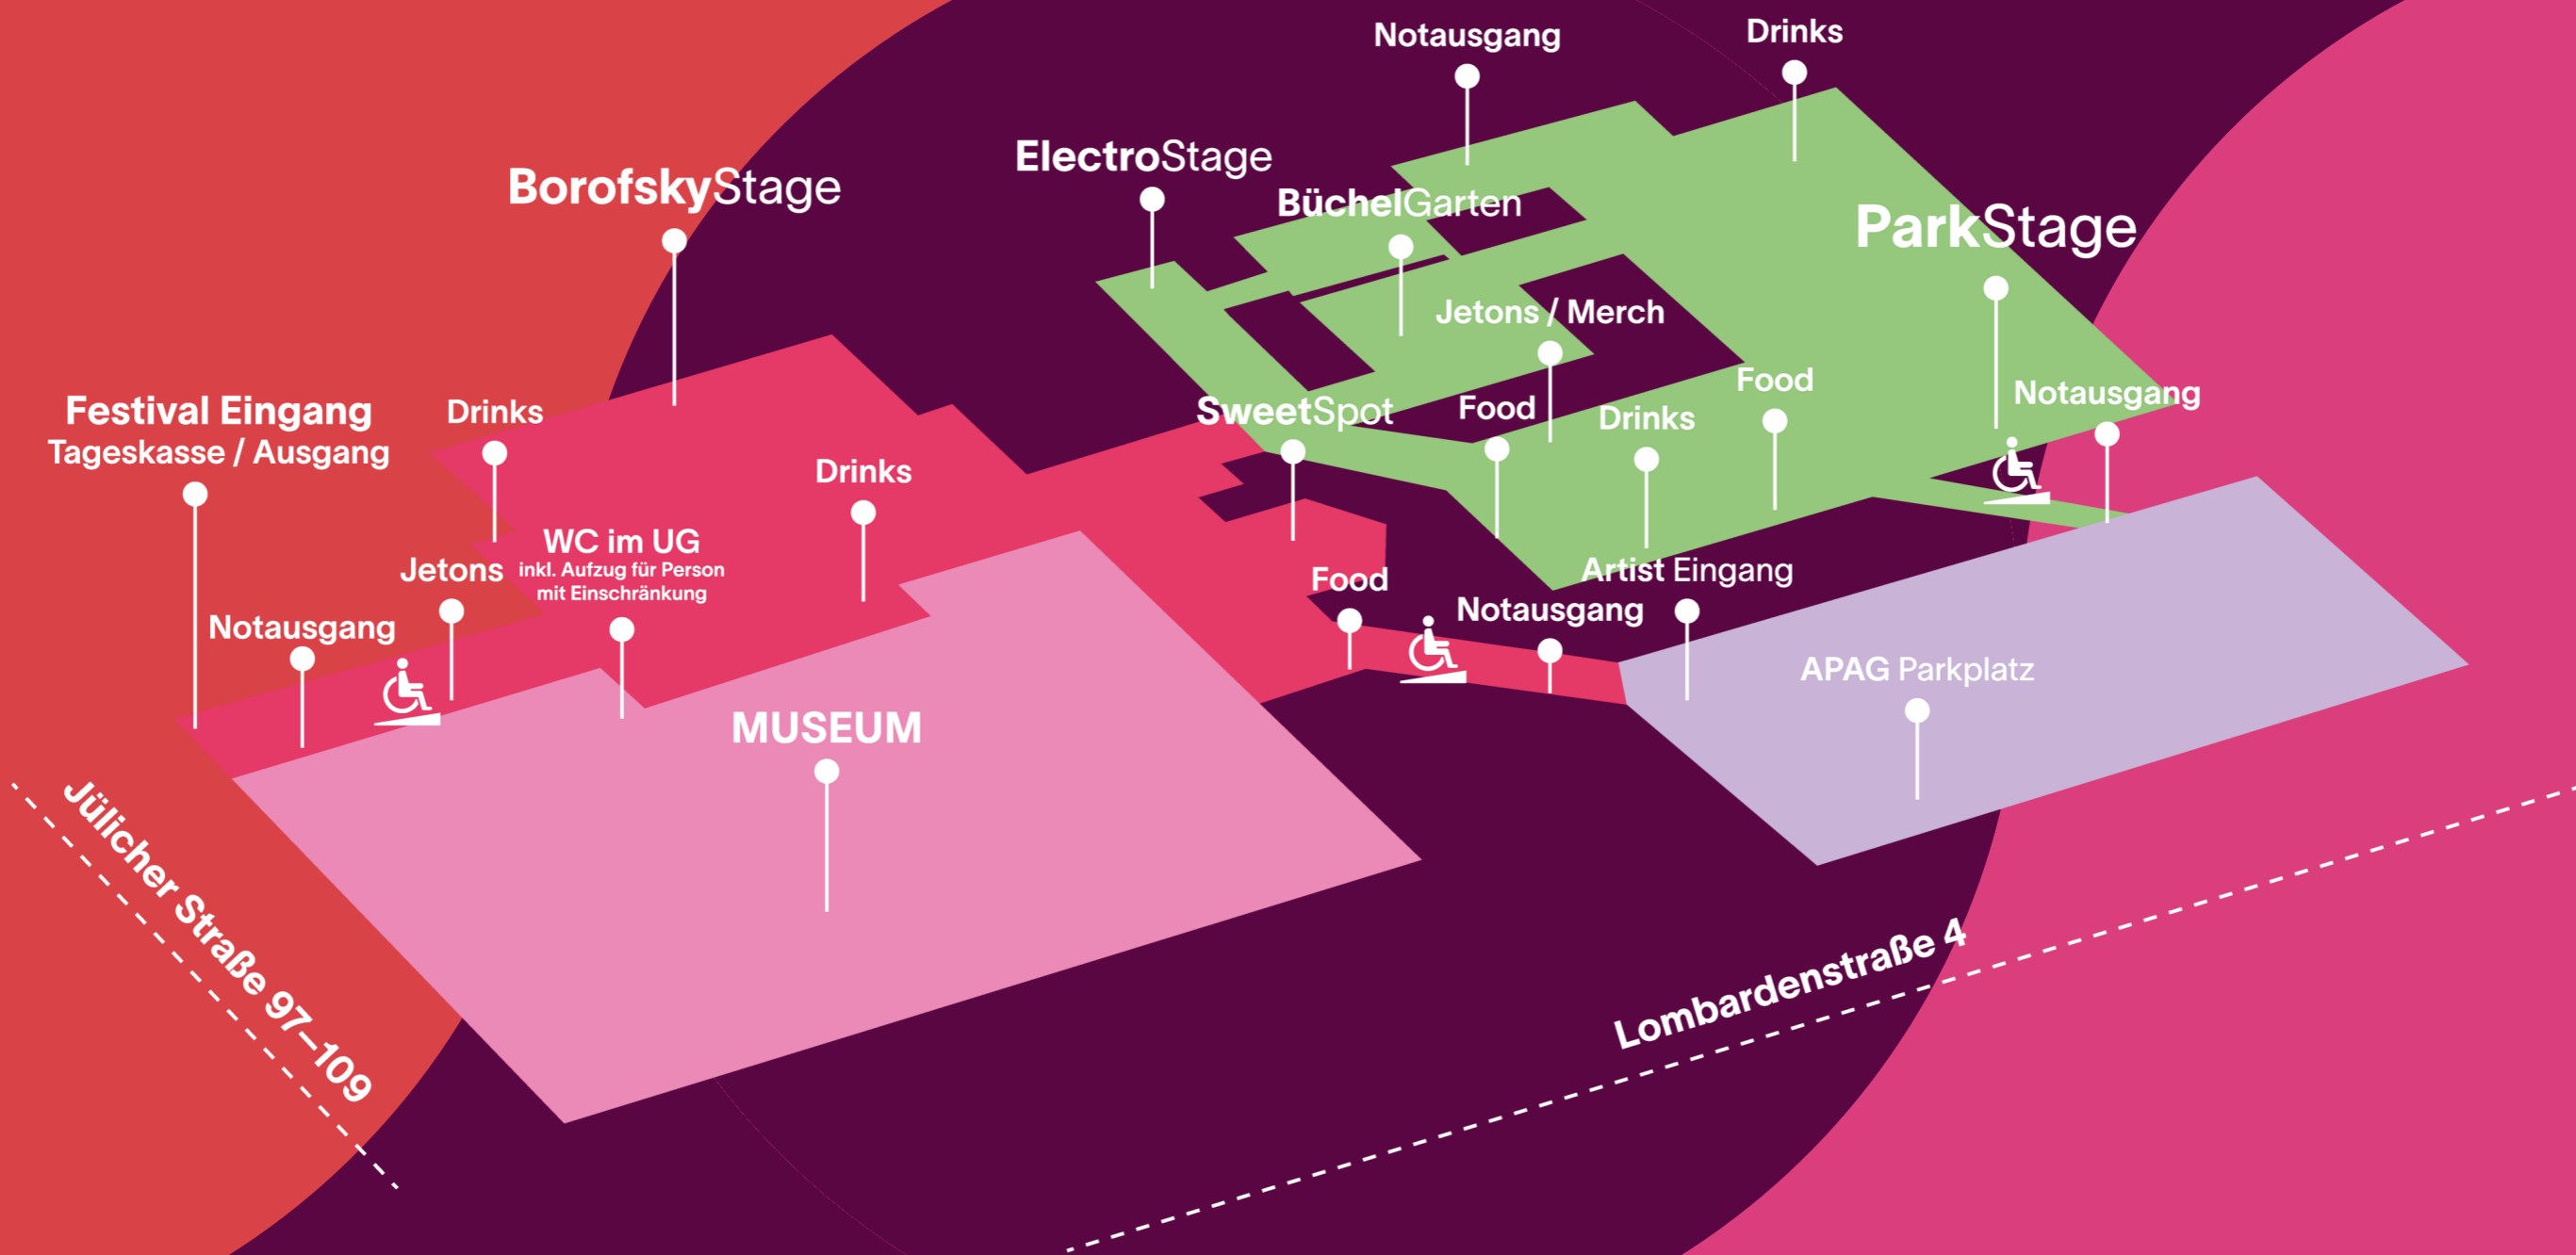 Notausgang
Drinks
ElectroStage
BorofskyStage
BüchelGarten
ParkStage
Jetons / Merch
Food
Notausgang
Festival Eingang
Tageskasse / Ausgang
Drinks
SweetSpot
Food
Drinks
Drinks
WC im UG
inkl. Aufzug für Person
mit Einschränkung
Jetons
Food
Artist Eingang
Notausgang
Notausgang
APAG Parkplatz
MUSEUM
Jülicher Straße 97–109
Lombardenstraße 4